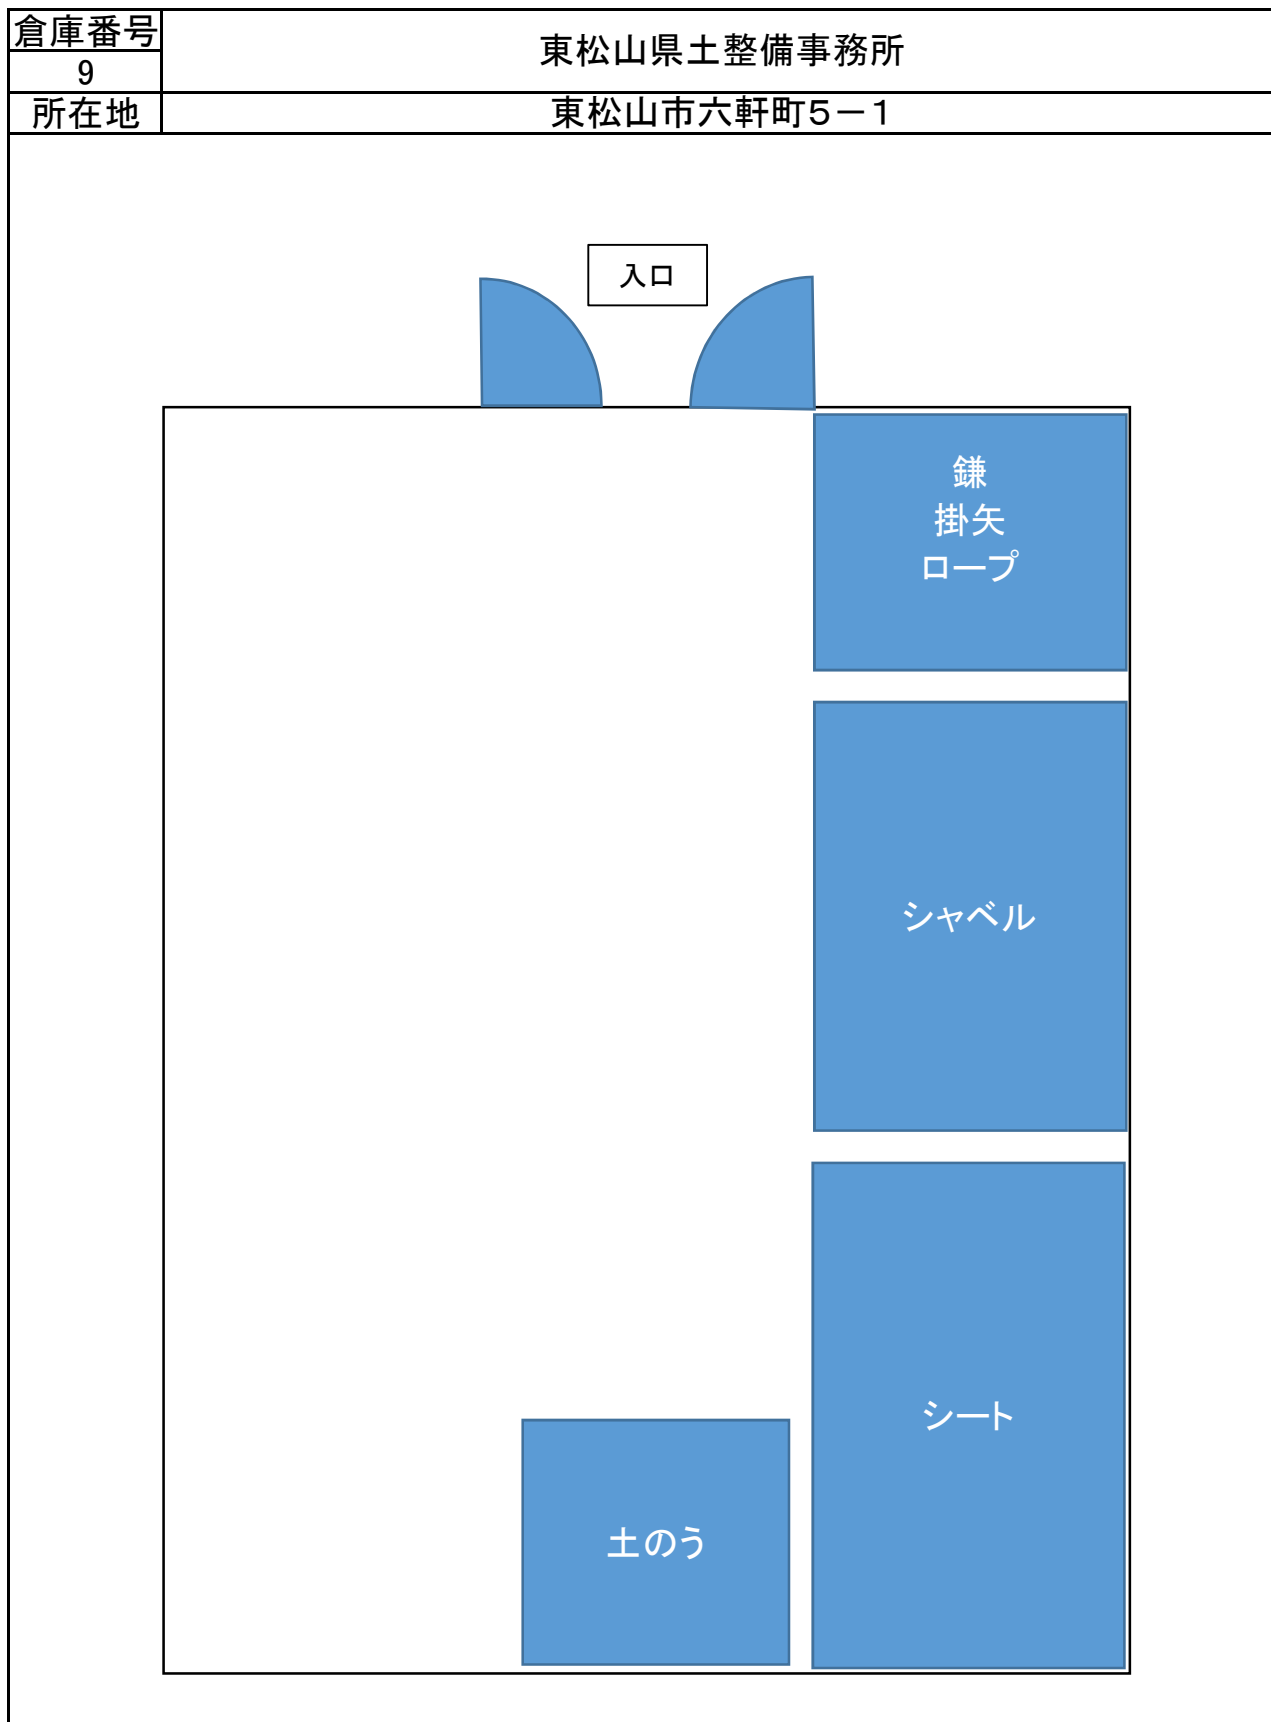 倉庫番号
9
東松山県土整備事務所
所在地
東松山市六軒町5－1
入口
鎌
掛矢
ロープ
シャベル
シート
土のう